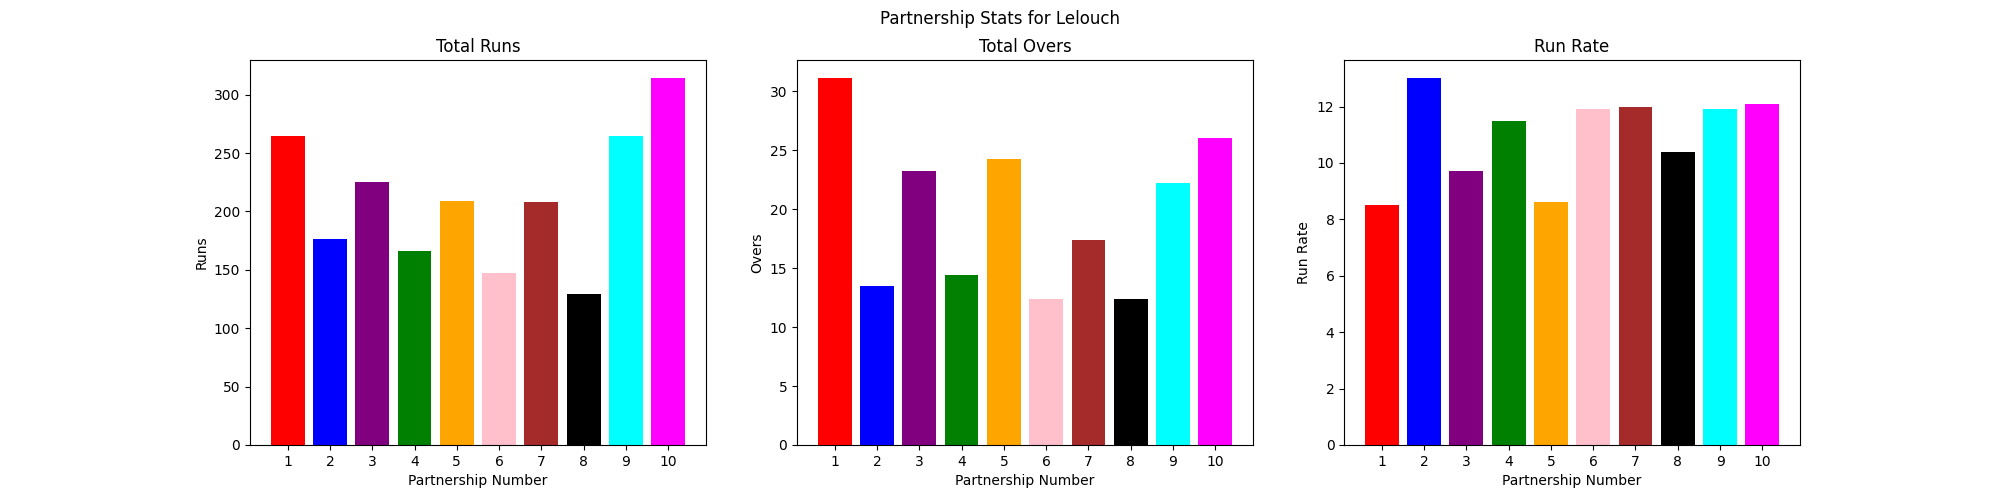 Partnership Stats for Lelouch
Total Runs
Runs
300
250
200
150
100
50
0
1 2 3 4 5 6 7 8 9 10
Partnership Number
Total Overs
Overs
30
25
20
15
10
5
0
1 2 3 4 5 6 7 8 9 10
Partnership Number
Run Rate
Run Rate
12
10
8
6
4
2
0
1 2 3 4 5 6 7 8 9 10
Partnership Number